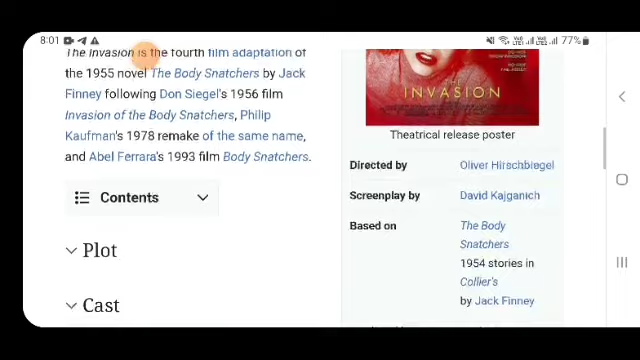 8:01
77%
The Invasion is the fourth film adaptation of
the 1955 novel The Body Snatchers by Jack
Finney following Don Siegel's 1956 film
Invasion of the Body Snatchers, Philip
Kaufman's 1978 remake of the same name,
and Abel Ferrara's 1993 film Body Snatchers.
Contents
Plot
Cast
THE
INVASION
Theatrical release poster
Directed by Oliver Hirschbiegel
Screenplay by David Kajganich
Based on The Body
Snatchers
1954 stories in
Collier's
by Jack Finney